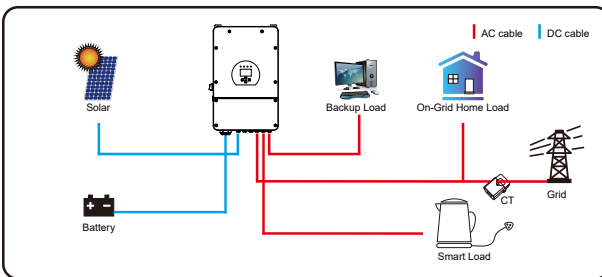 AC cable
DC cable
Solar
Backup Load
On-Grid Home Load
CT
Grid
Battery
Smart Load